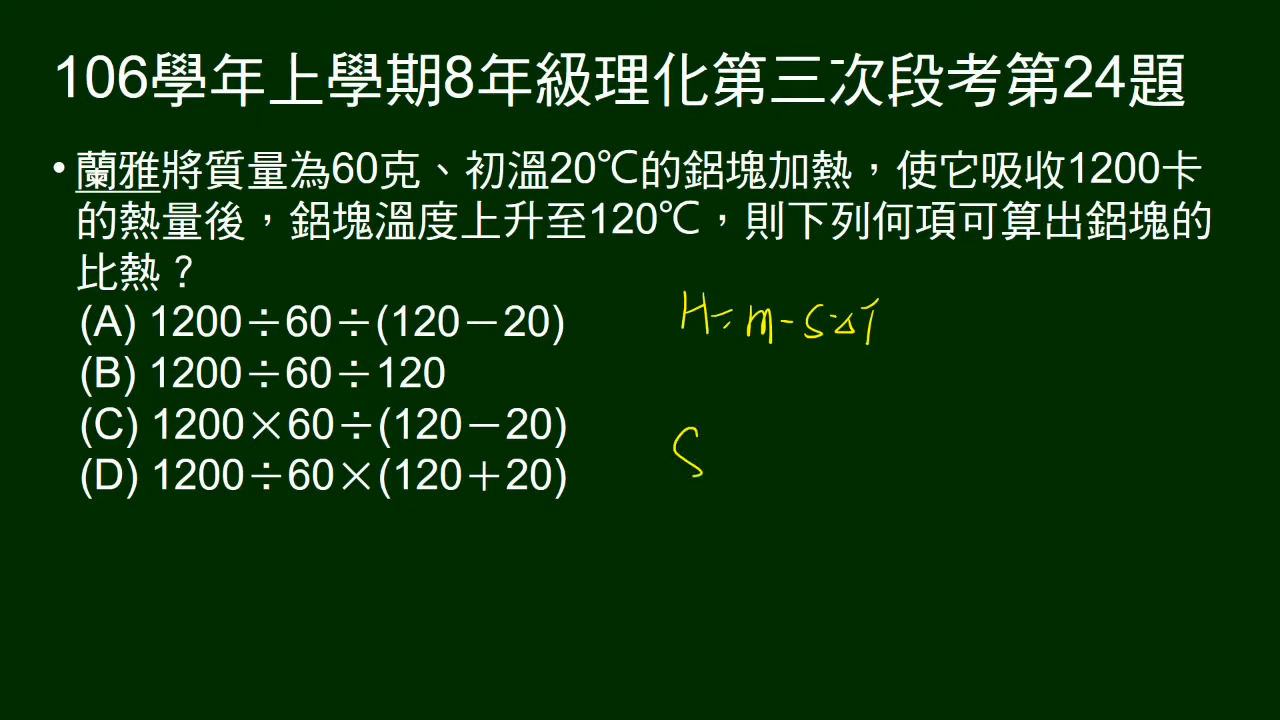 106學年上學期8年級理化第三次段考第24題
•蘭雅將質量為60克、初溫20℃的鋁塊加熱，使它吸收1200卡
的熱量後，鋁塊溫度上升至120℃，則下列何項可算出鋁塊的
比熱？
(A) 1200÷60÷(120－20)
H=m-S·ΔT
(B) 1200÷60÷120
(C) 1200×60÷(120－20)
S
(D) 1200÷60×(120＋20)